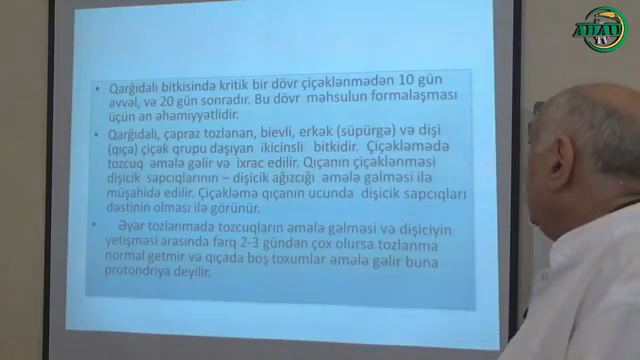 ADAU
TV
• Qarğıdalı bitkisində kritik bir dövr çiçəklənmədən 10 gün
əvvəl, və 20 gün sonradır. Bu dövr məhsulun formalaşması
üçün ən əhəmiyyətlidir.
• Qarğıdalı, çapraz tozlanan, bievli, erkək (süpürgə) və dişi
(qıça) çiçək qrupu daşıyan ikicinsli bitkidir. Çiçəkləmədə
tozcuq əmələ gəlir və ixrac edilir. Qıçanın çiçəklənməsi
dişicik sapcıqlarının – dişicik ağızcığı əmələ gəlməsi ilə
müşahidə edilir. Çiçəkləmə qıçanın ucunda dişicik sapcıqları
dəstinin olması ilə görünür.
• Əyər tozlanmada tozcuqların əmələ gəlməsi və dişiciyin
yetişməsi arasında fərq 2-3 gündən çox olursa tozlanma
normal getmir və qıçada boş toxumlar əmələ gəlir buna
protondriya deyilir.